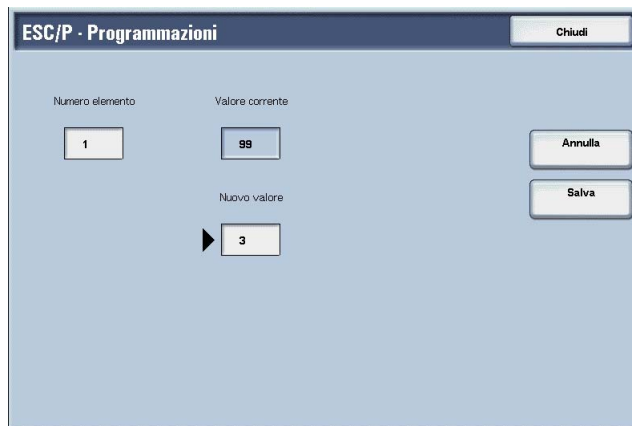 ESC/P - Programmazioni
Chiudi
Numero elemento
Valore corrente
1
99
Annulla
Nuovo valore
Salva
3